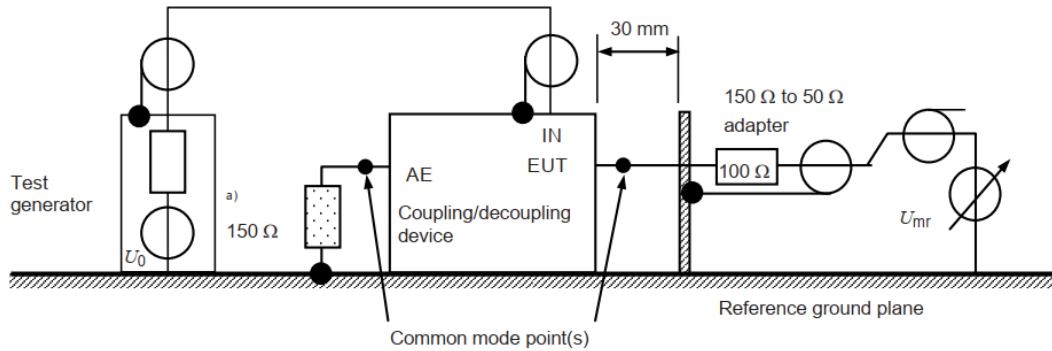 30 mm
150 Ω to 50 Ω
adapter
IN
EUT
AE
100 Ω
Test
generator
a)
150 Ω
Coupling/decoupling
device
U0
Umr
Reference ground plane
Common mode point(s)